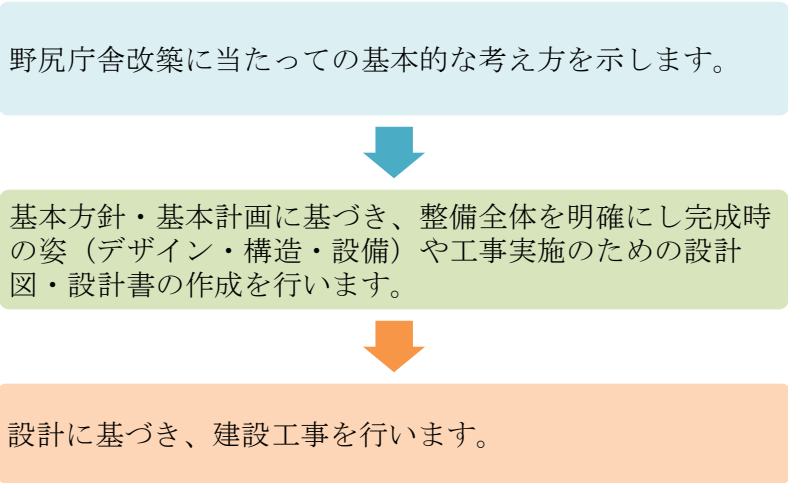 野尻庁舎改築に当たっての基本的な考え方を示します。
基本方針・基本計画に基づき、整備全体を明確にし完成時
の姿（デザイン・構造・設備）や工事実施のための設計
図・設計書の作成を行います。
設計に基づき、建設工事を行います。